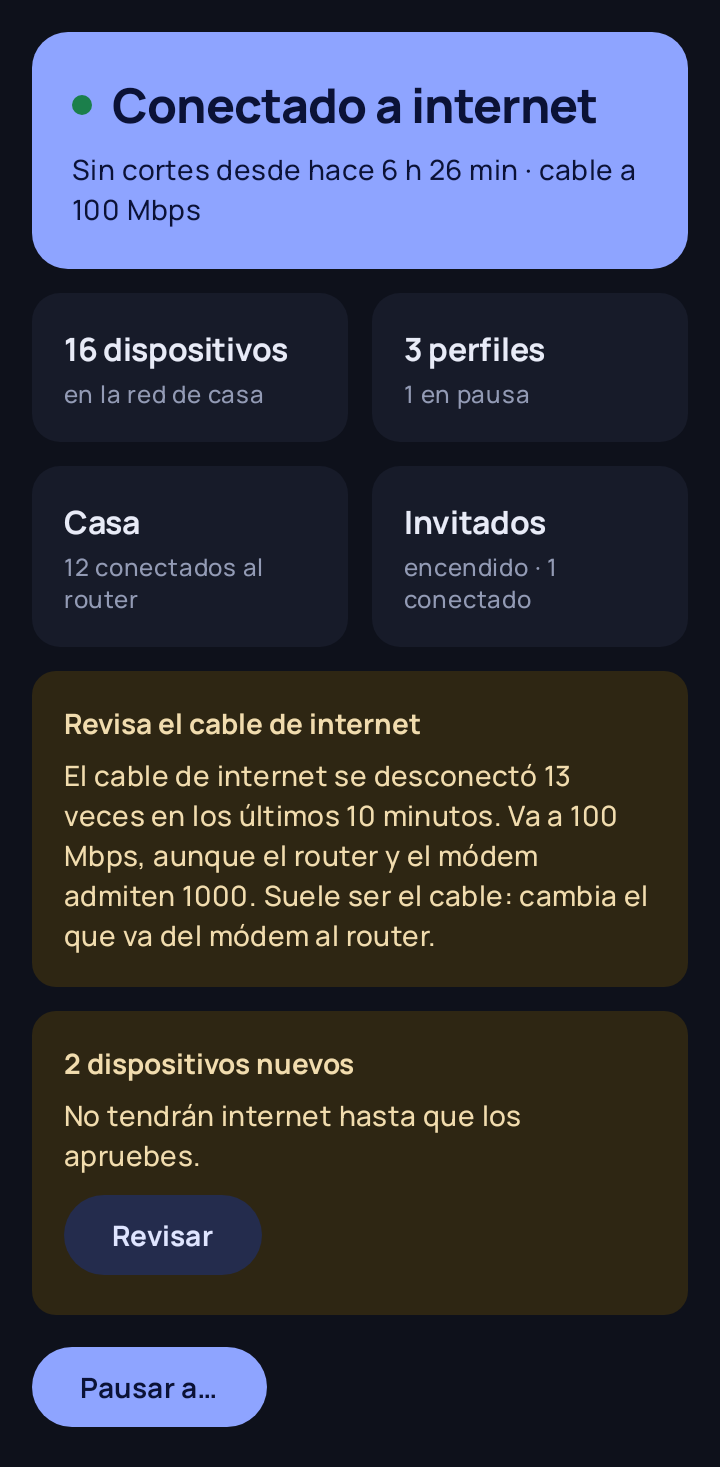 Conectado a internet
Sin cortes desde hace 6 h 26 min · cable a
100 Mbps
16 dispositivos
en la red de casa
3 perfiles
1 en pausa
Casa
12 conectados al
router
Invitados
encendido · 1
conectado
Revisa el cable de internet
El cable de internet se desconectó 13
veces en los últimos 10 minutos. Va a 100
Mbps, aunque el router y el módem
admiten 1000. Suele ser el cable: cambia el
que va del módem al router.
2 dispositivos nuevos
No tendrán internet hasta que los
apruebes.
Revisar
Pausar a…